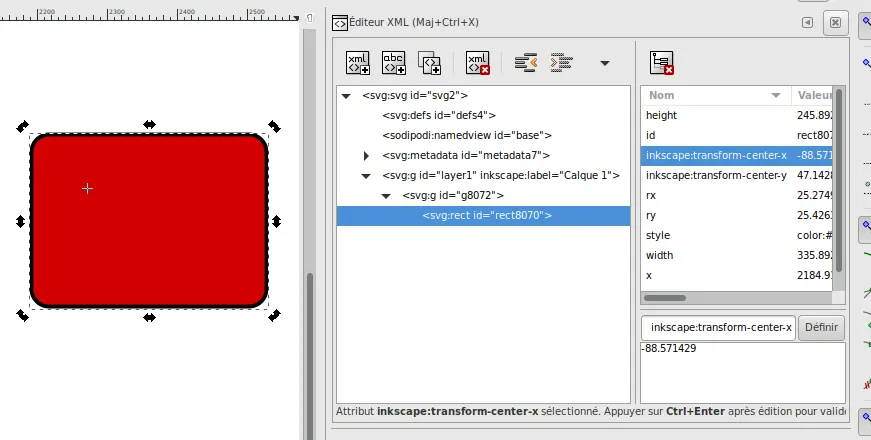 2200 2300 2400 2500
Éditeur XML (Maj+Ctrl+X)
xml abc xml
<svg:svg id="svg2">
<svg:defs id="defs4">
<sodipodi:namedview id="base">
<svg:metadata id="metadata7">
<svg:g id="layer1" inkscape:label="Calque 1">
<svg:g id="g8072">
<svg:rect id="rect8070">
Nom Valeur
height 245.892
id rect807
inkscape:transform-center-x -88.571
inkscape:transform-center-y 47.1428
rx 25.2749
ry 25.4263
style color:#
width 335.892
x 2184.91
inkscape:transform-center-x Définir
-88.571429
Attribut inkscape:transform-center-x sélectionné. Appuyer sur Ctrl+Enter après édition pour valide